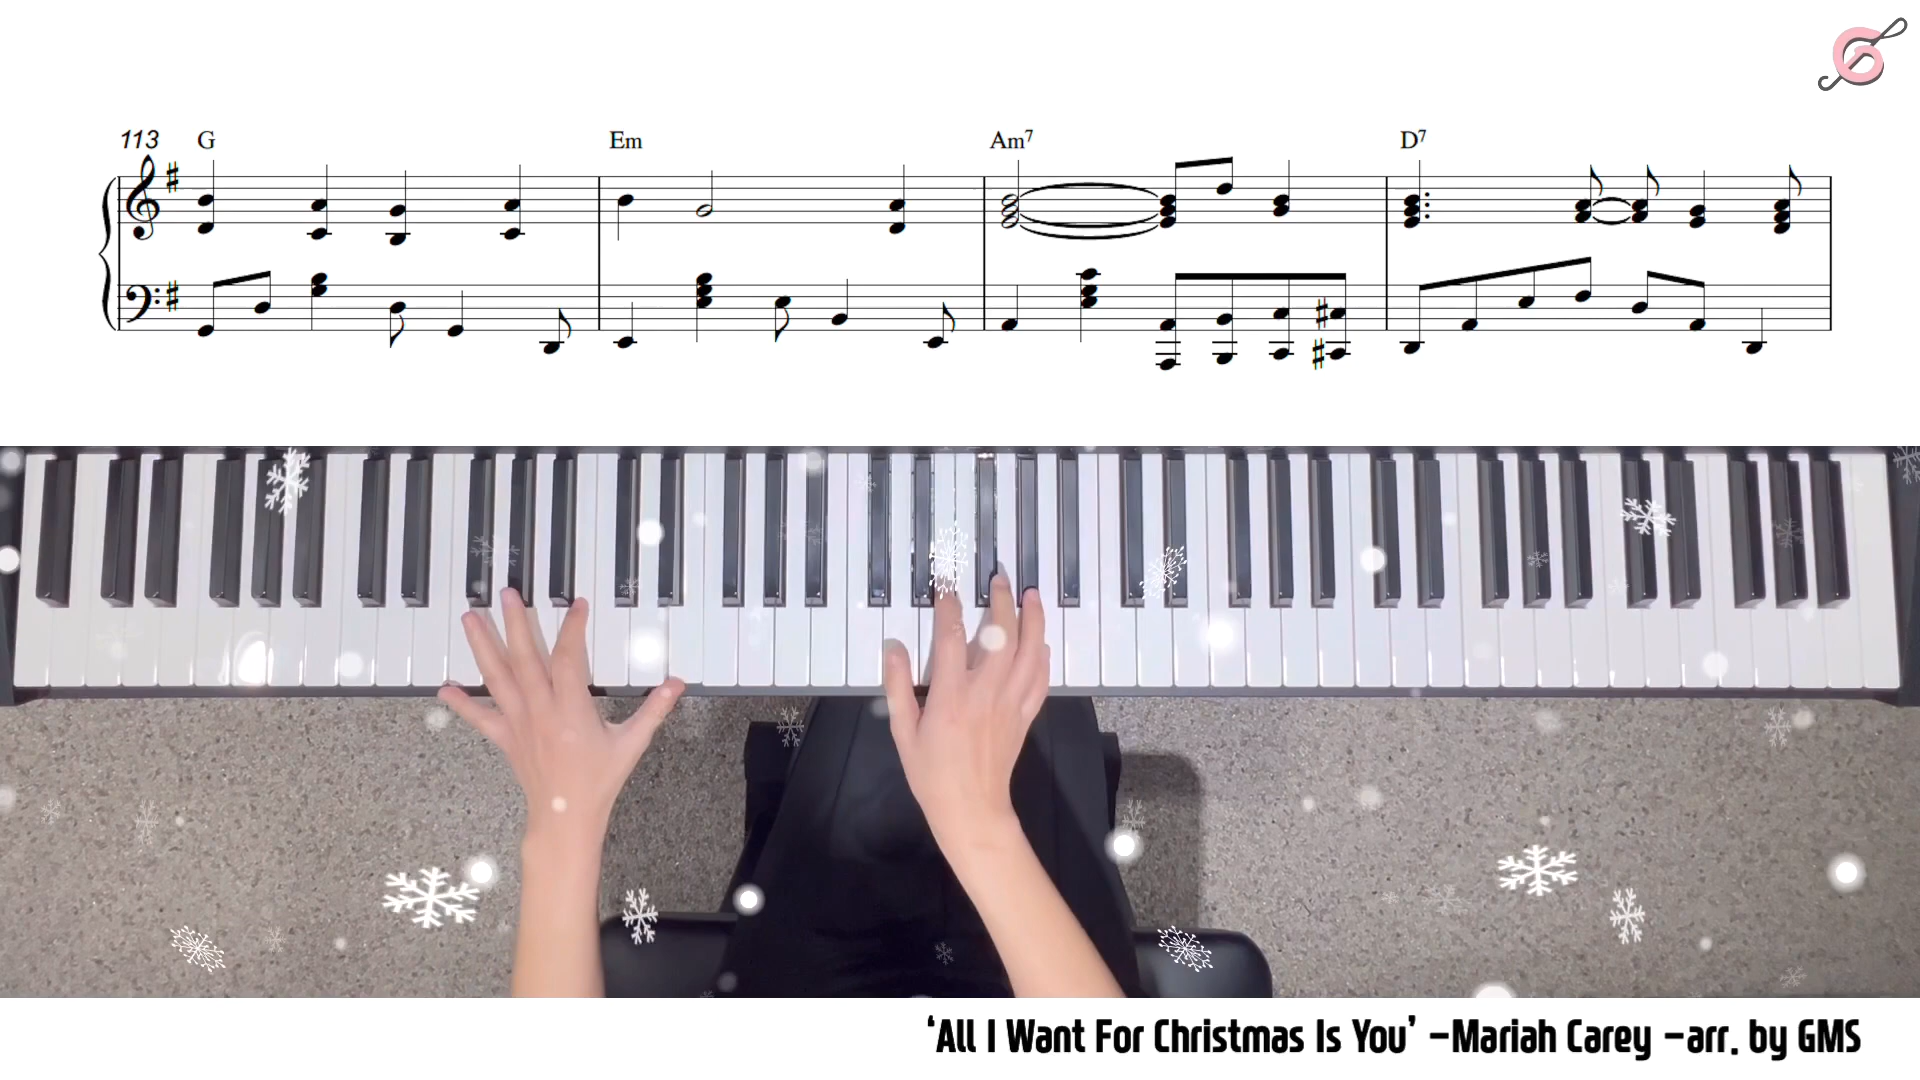 113 G Em Am7 D7
‘All I Want For Christmas Is You’ -Mariah Carey -arr. by GMS